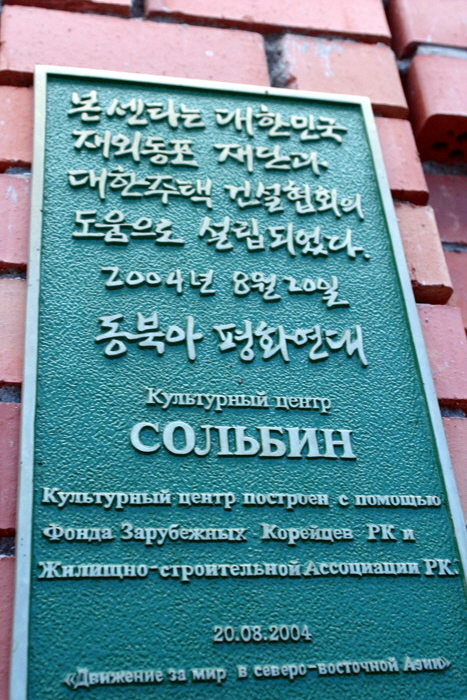 본 센타는 대한민국
재외동포 재단과
대한주택 건설협회의
도움으로 설립되었다.
2004년 8월 20일
동북아 평화연대
Культурный центр
СОЛЬБИН
Культурный центр построен с помощью
Фонда Зарубежных Корейцев РК и
Жилищно-строительной Ассоциации РК.
20.08.2004
«Движение за мир в северо-восточной Азии»